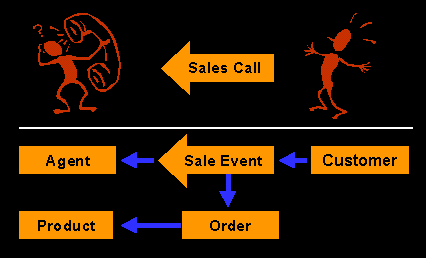 ?
Sales Call
Agent
Sale Event
Customer
Product
Order